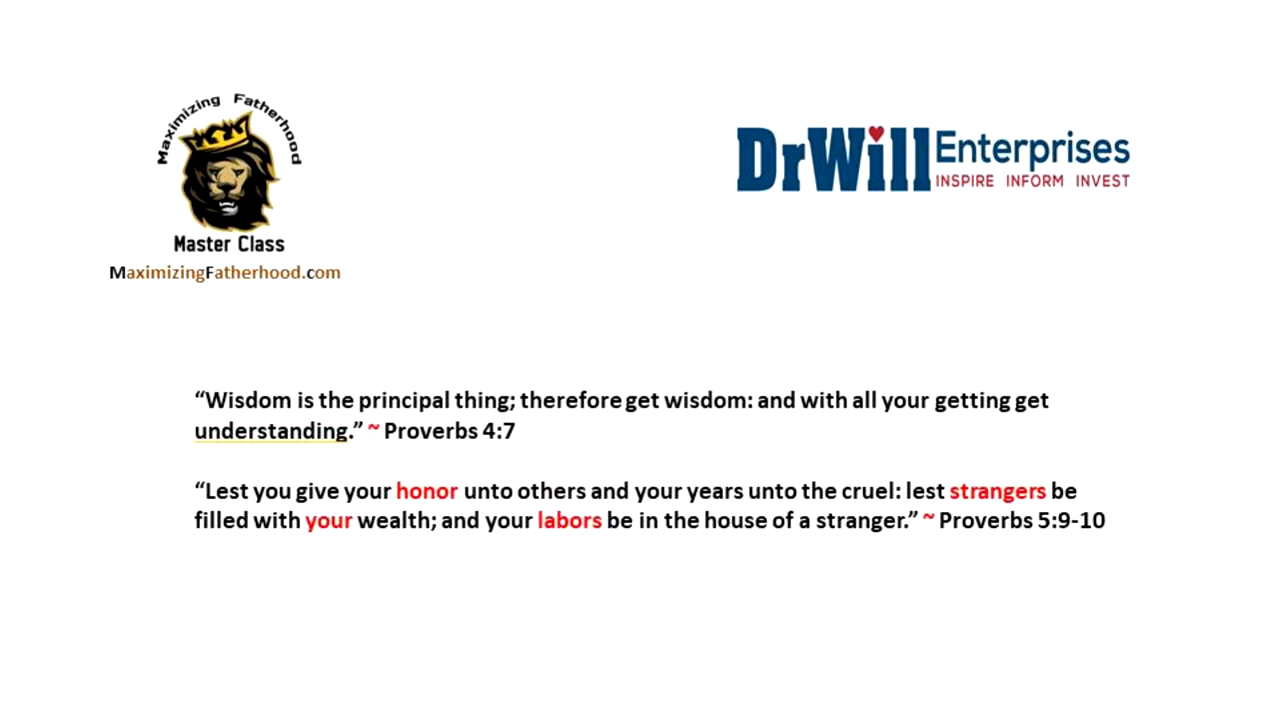 Maximizing Fatherhood
Master Class
MaximizingFatherhood.com
DrWill Enterprises
INSPIRE INFORM INVEST
“Wisdom is the principal thing; therefore get wisdom: and with all your getting get
understanding.” ~ Proverbs 4:7
“Lest you give your honor unto others and your years unto the cruel: lest strangers be
filled with your wealth; and your labors be in the house of a stranger.” ~ Proverbs 5:9-10